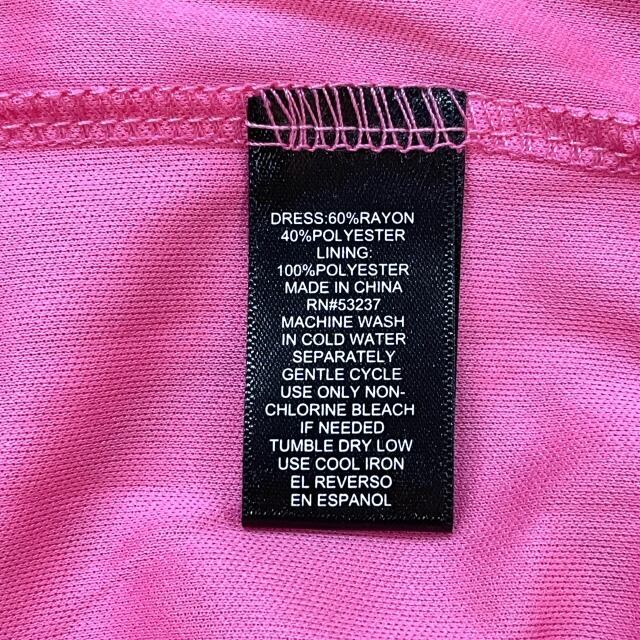 DRESS:60%RAYON
40%POLYESTER
LINING:
100%POLYESTER
MADE IN CHINA
RN#53237
MACHINE WASH
IN COLD WATER
SEPARATELY
GENTLE CYCLE
USE ONLY NON-
CHLORINE BLEACH
IF NEEDED
TUMBLE DRY LOW
USE COOL IRON
EL REVERSO
EN ESPANOL